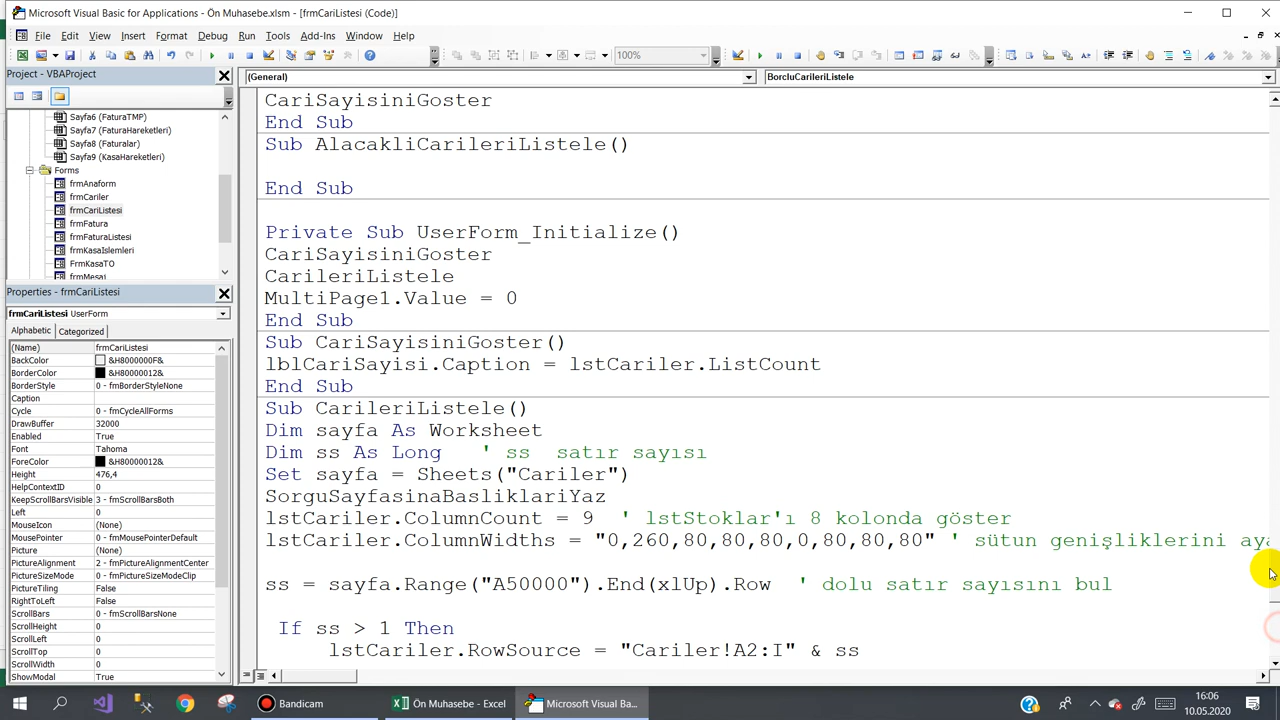 Microsoft Visual Basic for Applications - Ön Muhasebe.xlsm - [frmCariListesi (Code)]
File Edit View Insert Format Debug Run Tools Add-Ins Window Help
100%
Project - VBAProject
(General)
BorcluCarileriListele
Sayfa6 (FaturaTMP)
Sayfa7 (FaturaHareketleri)
Sayfa8 (Faturalar)
Sayfa9 (KasaHareketleri)
Forms
frmAnaform
frmCariler
frmCariListesi
frmFatura
frmFaturaListesi
frmKasaIslemleri
FrmKasaTO
frmMesaj
Properties - frmCariListesi
frmCariListesi UserForm
Alphabetic Categorized
(Name) frmCariListesi
BackColor &H8000000F&
BorderColor &H80000012&
BorderStyle 0 - fmBorderStyleNone
Caption
Cycle 0 - fmCycleAllForms
DrawBuffer 32000
Enabled True
Font Tahoma
ForeColor &H80000012&
Height 476,4
HelpContextID 0
KeepScrollBarsVisible 3 - fmScrollBarsBoth
Left 0
MouseIcon (None)
MousePointer 0 - fmMousePointerDefault
Picture (None)
PictureAlignment 2 - fmPictureAlignmentCenter
PictureSizeMode 0 - fmPictureSizeModeClip
PictureTiling False
RightToLeft False
ScrollBars 0 - fmScrollBarsNone
ScrollHeight 0
ScrollLeft 0
ScrollTop 0
ScrollWidth 0
ShowModal True
CariSayisiniGoster
End Sub
Sub AlacakliCarileriListele()
End Sub
Private Sub UserForm_Initialize()
CariSayisiniGoster
CarileriListele
MultiPage1.Value = 0
End Sub
Sub CariSayisiniGoster()
lblCariSayisi.Caption = lstCariler.ListCount
End Sub
Sub CarileriListele()
Dim sayfa As Worksheet
Dim ss As Long ' ss satır sayısı
Set sayfa = Sheets("Cariler")
SorguSayfasinaBasliklariYaz
lstCariler.ColumnCount = 9 ' lstStoklar'ı 8 kolonda göster
lstCariler.ColumnWidths = "0,260,80,80,80,0,80,80,80" ' sütun genişliklerini aya
ss = sayfa.Range("A50000").End(xlUp).Row ' dolu satır sayısını bul
If ss > 1 Then
lstCariler.RowSource = "Cariler!A2:I" & ss
Bandicam
Ön Muhasebe - Excel
Microsoft Visual Ba...
16:06
10.05.2020